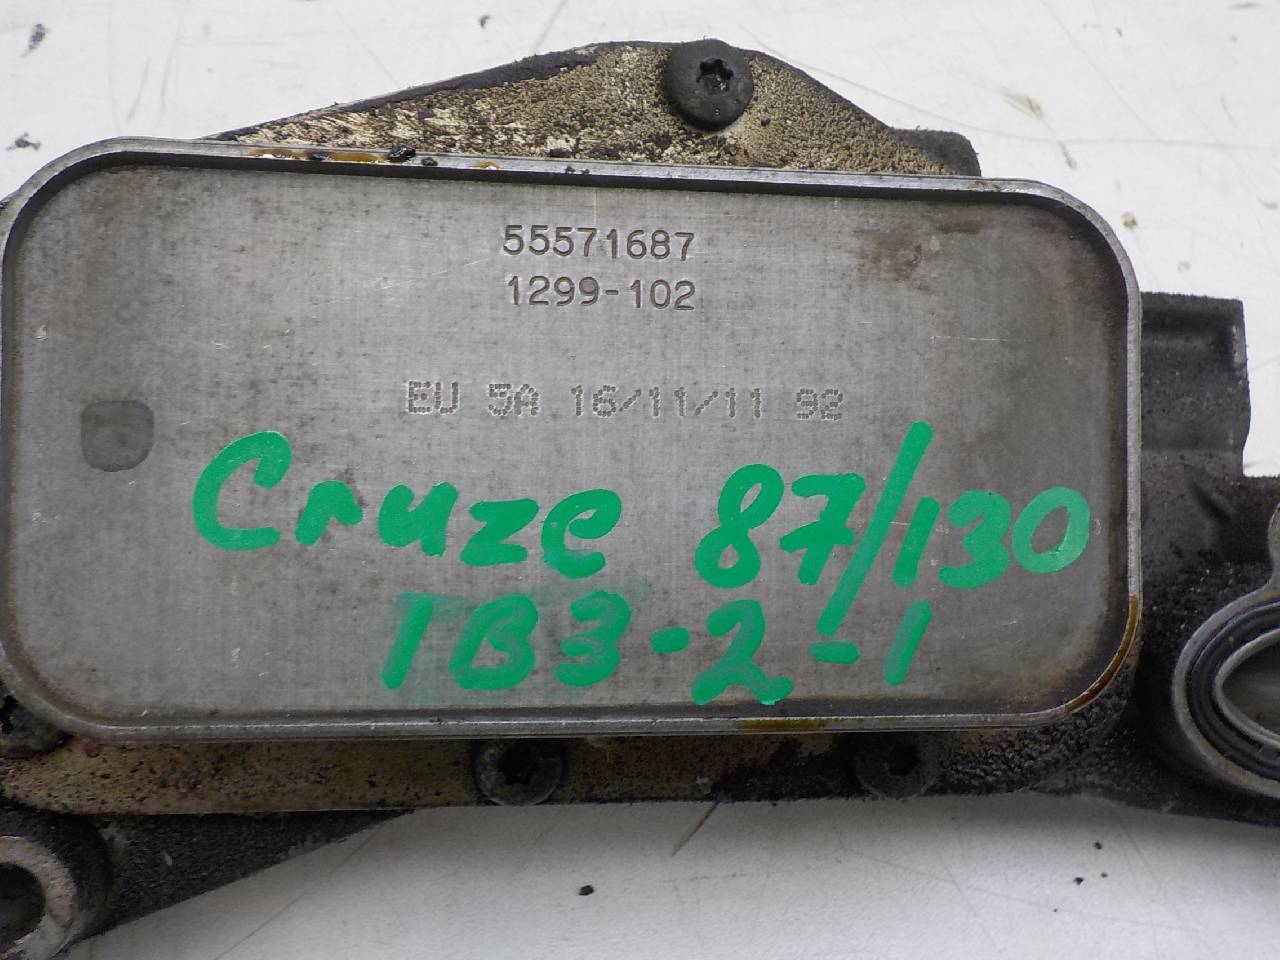 55571687
1299-102
EU 5A 16/11/11 92
Cruze 87/130
1B3-2-1